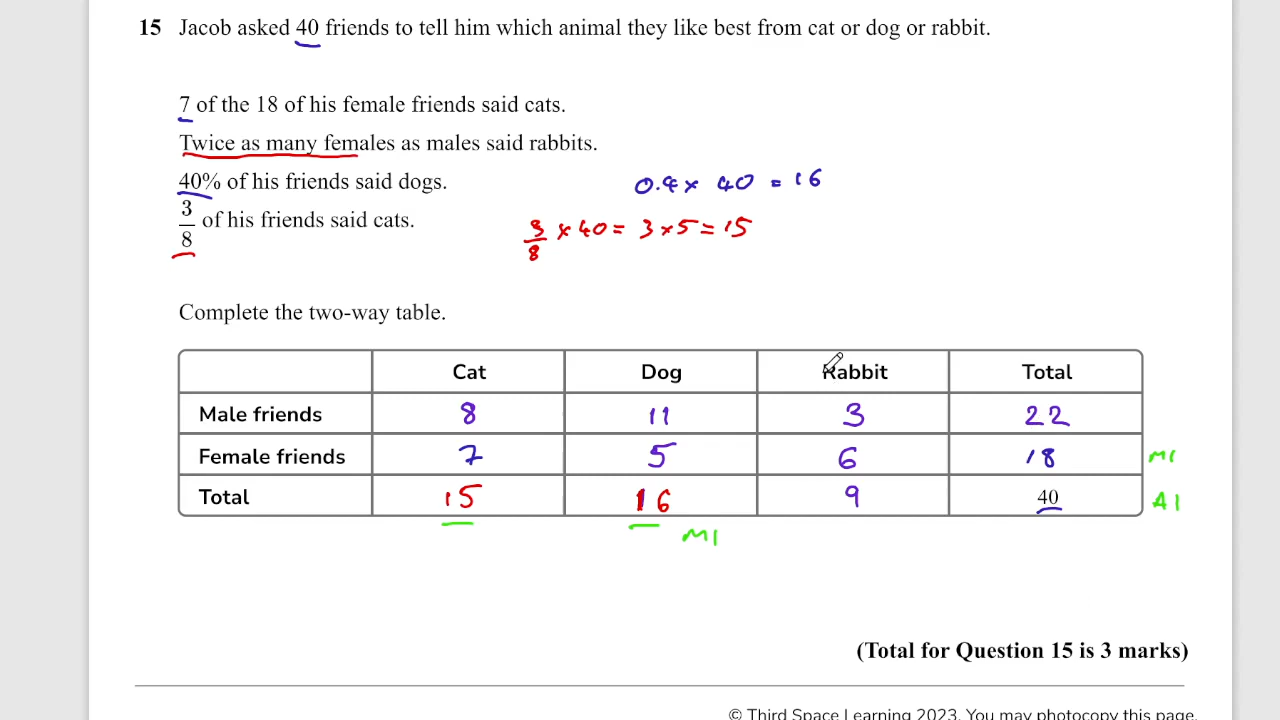 15 Jacob asked 40 friends to tell him which animal they like best from cat or dog or rabbit.
7 of the 18 of his female friends said cats.
Twice as many females as males said rabbits.
40% of his friends said dogs. 0.4 × 40 = 16
3/8 of his friends said cats. 3/8 × 40 = 3 × 5 = 15
Complete the two-way table.
Cat Dog Rabbit Total
Male friends 8 11 3 22
Female friends 7 5 6 18 M1
Total 15 16 9 40 A1
M1
(Total for Question 15 is 3 marks)
© Third Space Learning 2023. You may photocopy this page.